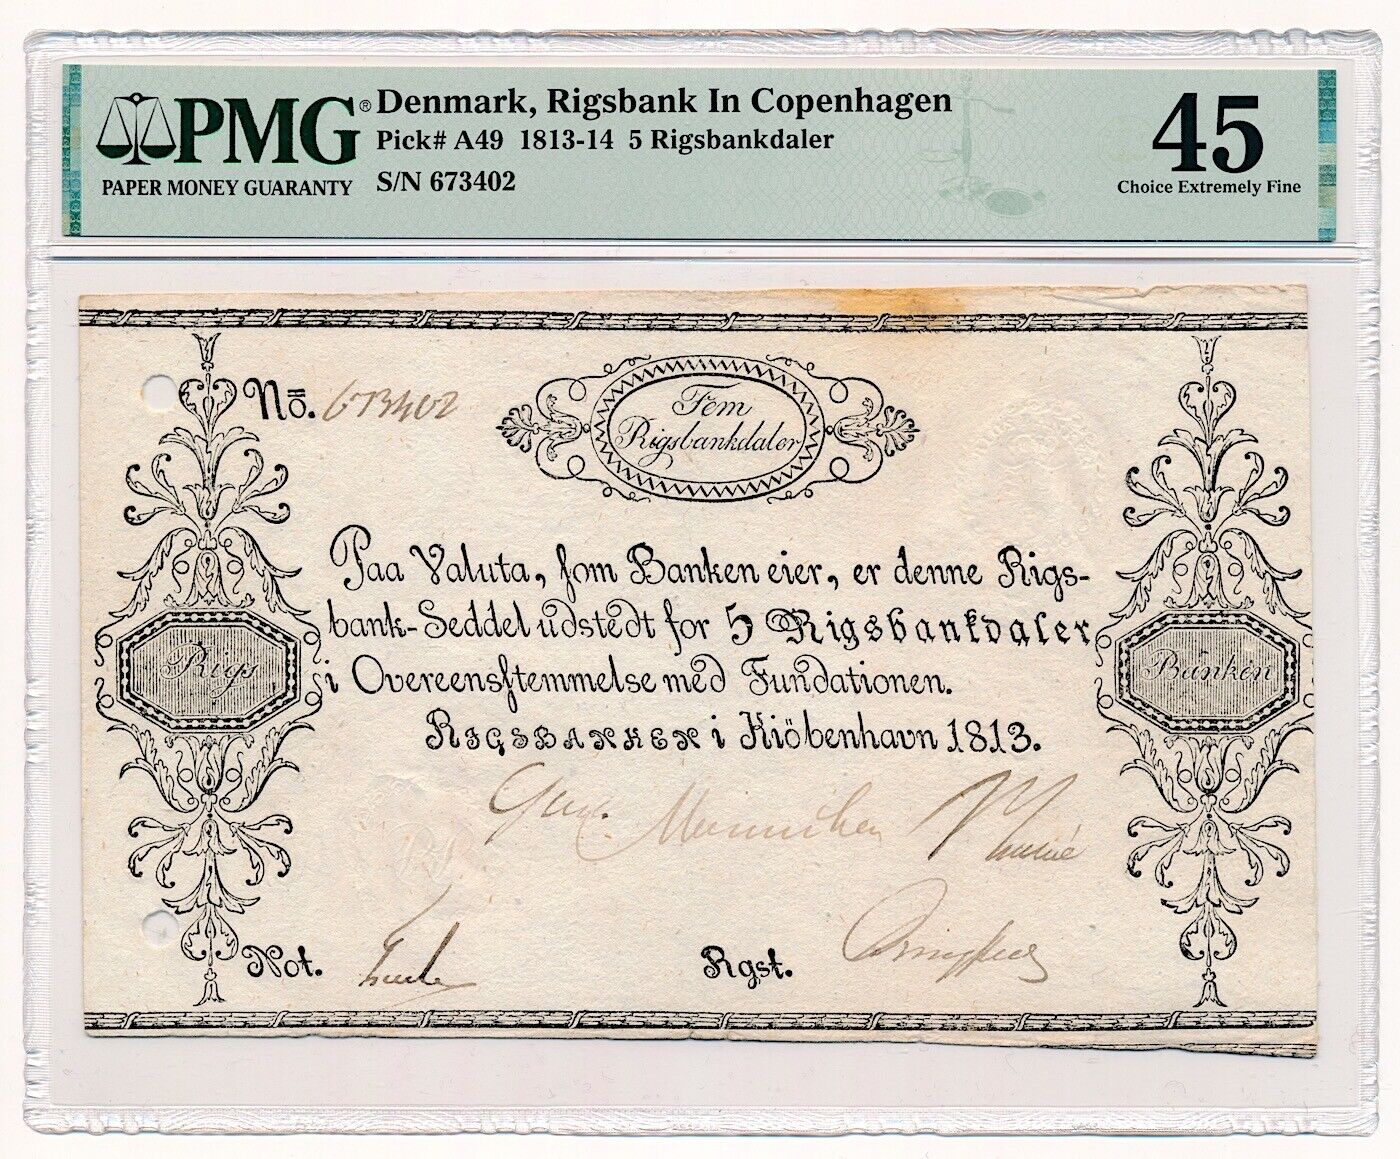 PMG® Denmark, Rigsbank In Copenhagen
PAPER MONEY GUARANTY
Pick# A49 1813-14 5 Rigsbankdaler
S/N 673402
45
Choice Extremely Fine
No. 673402
Fem
Rigsbankdaler
Paa Valuta, som Banken eier, er denne Rigs-
bank-Seddel udstedt for 5 Rigsbankdaler
i Overeensstemmelse med Fundationen.
RIGSBANKEN i Kiöbenhavn 1813.
Rigs
Banken
Not.
Rgst.